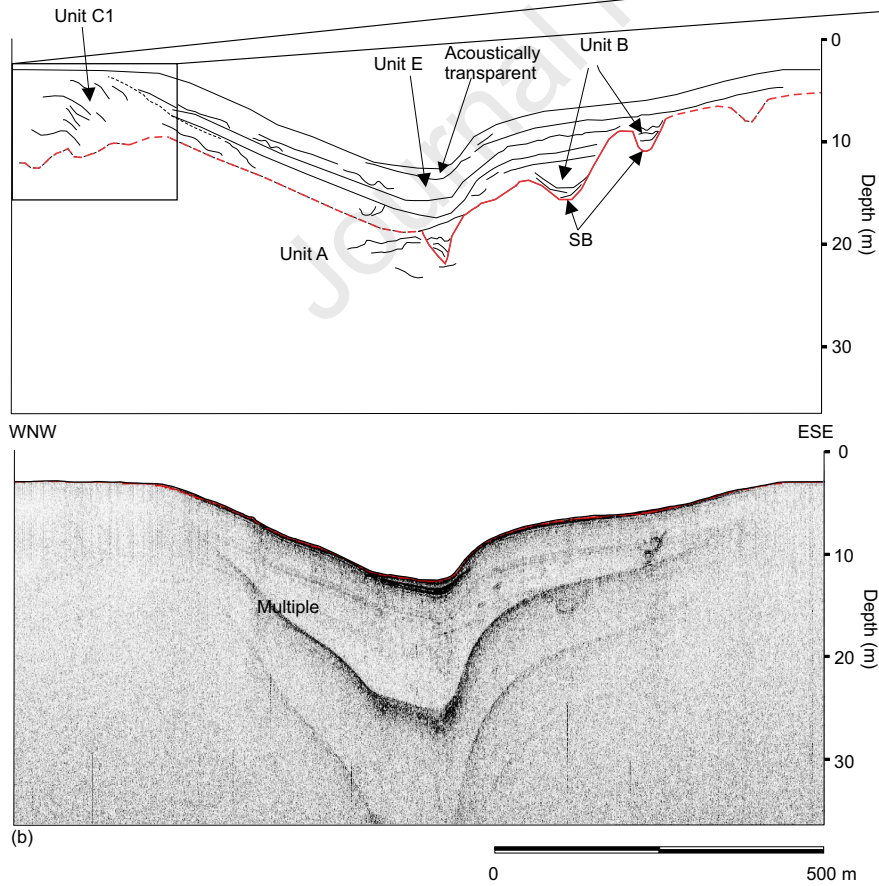 Unit C1
Unit E
Acoustically
transparent
Unit B
0
10
20
30
Depth (m)
Unit A
SB
Journal
WNW
ESE
0
10
20
30
Depth (m)
Multiple
(b)
0
500 m